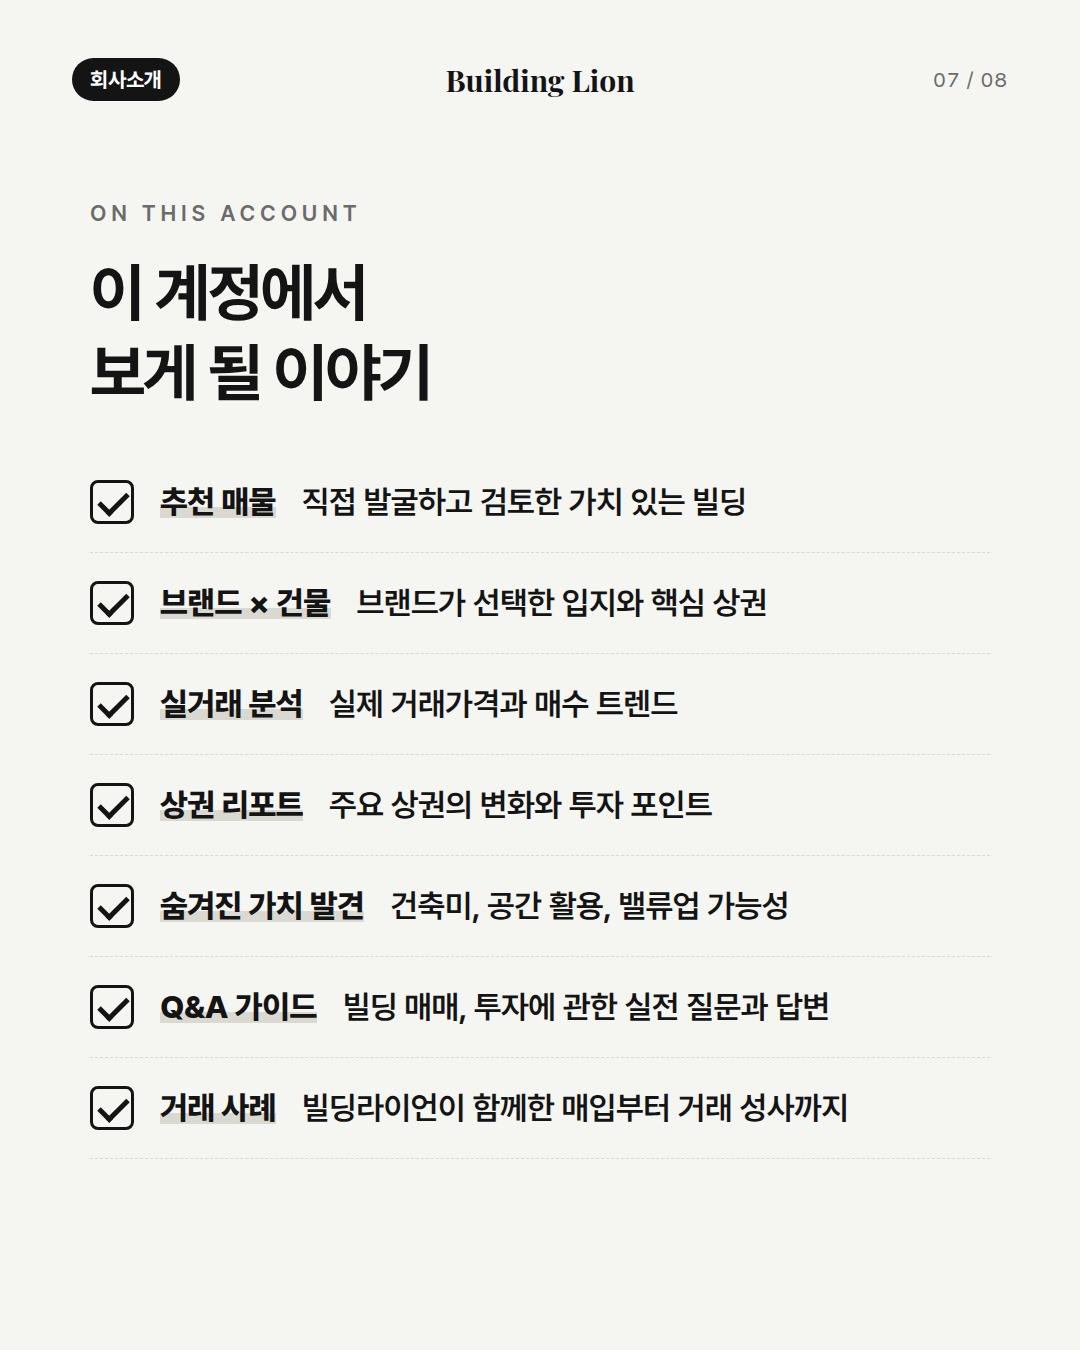 회사소개
Building Lion
07 / 08
ON THIS ACCOUNT
이 계정에서
보게 될 이야기
추천 매물 직접 발굴하고 검토한 가치 있는 빌딩
브랜드 × 건물 브랜드가 선택한 입지와 핵심 상권
실거래 분석 실제 거래가격과 매수 트렌드
상권 리포트 주요 상권의 변화와 투자 포인트
숨겨진 가치 발견 건축미, 공간 활용, 밸류업 가능성
Q&A 가이드 빌딩 매매, 투자에 관한 실전 질문과 답변
거래 사례 빌딩라이언이 함께한 매입부터 거래 성사까지